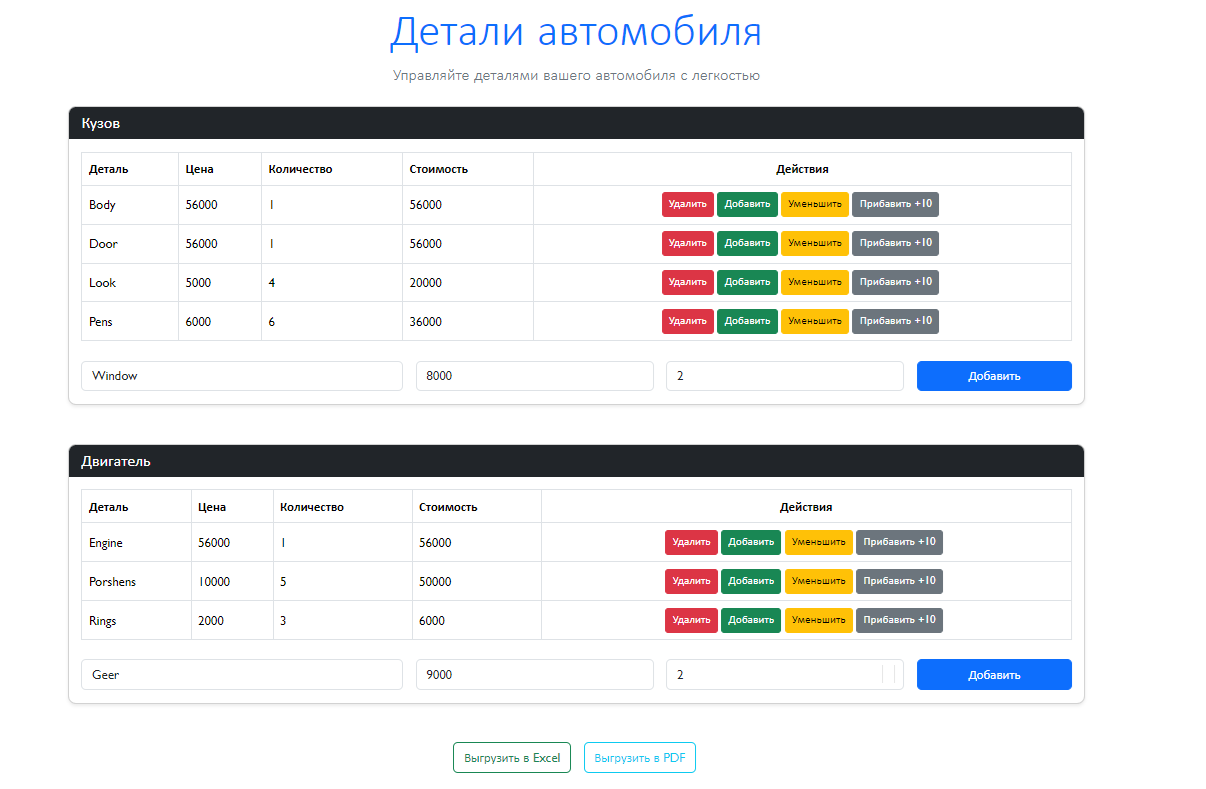 Детали автомобиля
Управляйте деталями вашего автомобиля с легкостью
Кузов
Деталь Цена Количество Стоимость Действия
Body 56000 1 56000 Удалить Добавить Уменьшить Прибавить +10
Door 56000 1 56000 Удалить Добавить Уменьшить Прибавить +10
Look 5000 4 20000 Удалить Добавить Уменьшить Прибавить +10
Pens 6000 6 36000 Удалить Добавить Уменьшить Прибавить +10
Window 8000 2 Добавить
Двигатель
Деталь Цена Количество Стоимость Действия
Engine 56000 1 56000 Удалить Добавить Уменьшить Прибавить +10
Porshens 10000 5 50000 Удалить Добавить Уменьшить Прибавить +10
Rings 2000 3 6000 Удалить Добавить Уменьшить Прибавить +10
Geer 9000 2 Добавить
Выгрузить в Excel Выгрузить в PDF